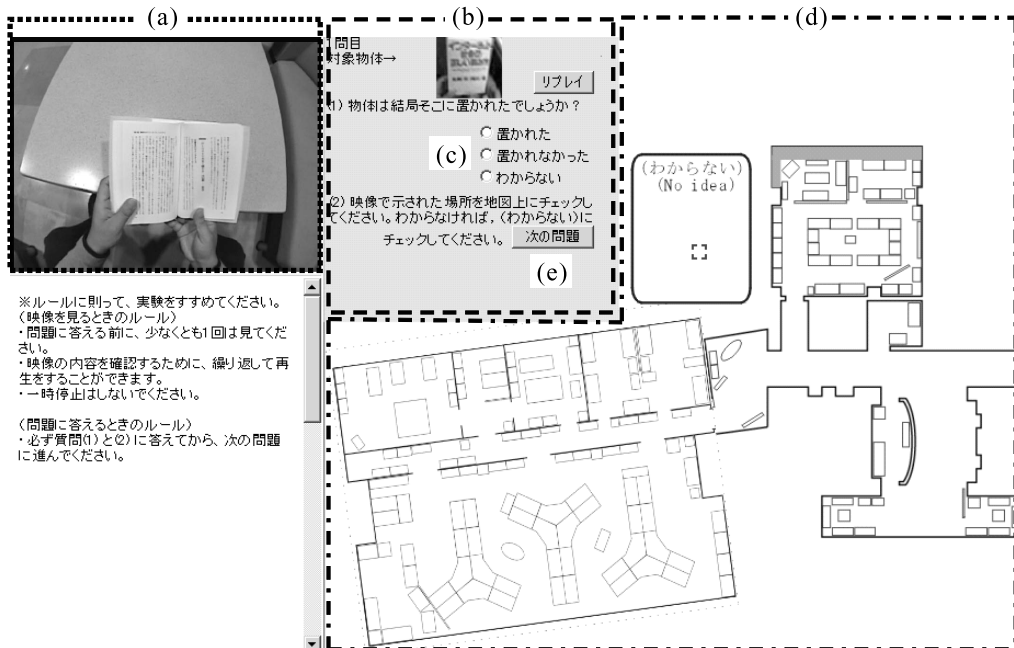 (a)
(b)
(d)
1問目
対象物体→
リプレイ
(1) 物体は結局そこに置かれたでしょうか？
(c)
置かれた
置かれなかった
わからない
(2) 映像で示された場所を地図上にチェックし
てください。わからなければ，(わからない)に
チェックしてください。
次の問題
(e)
(わからない)
(No idea)
※ルールに則って、実験をすすめてください。
(映像を見るときのルール)
・問題に答える前に、少なくとも1回は見てくだ
さい。
・映像の内容を確認するために、繰り返して再
生をすることができます。
・一時停止はしないでください。
(問題に答えるときのルール)
・必ず質問(1)と(2)に答えてから、次の問題
に進んでください。